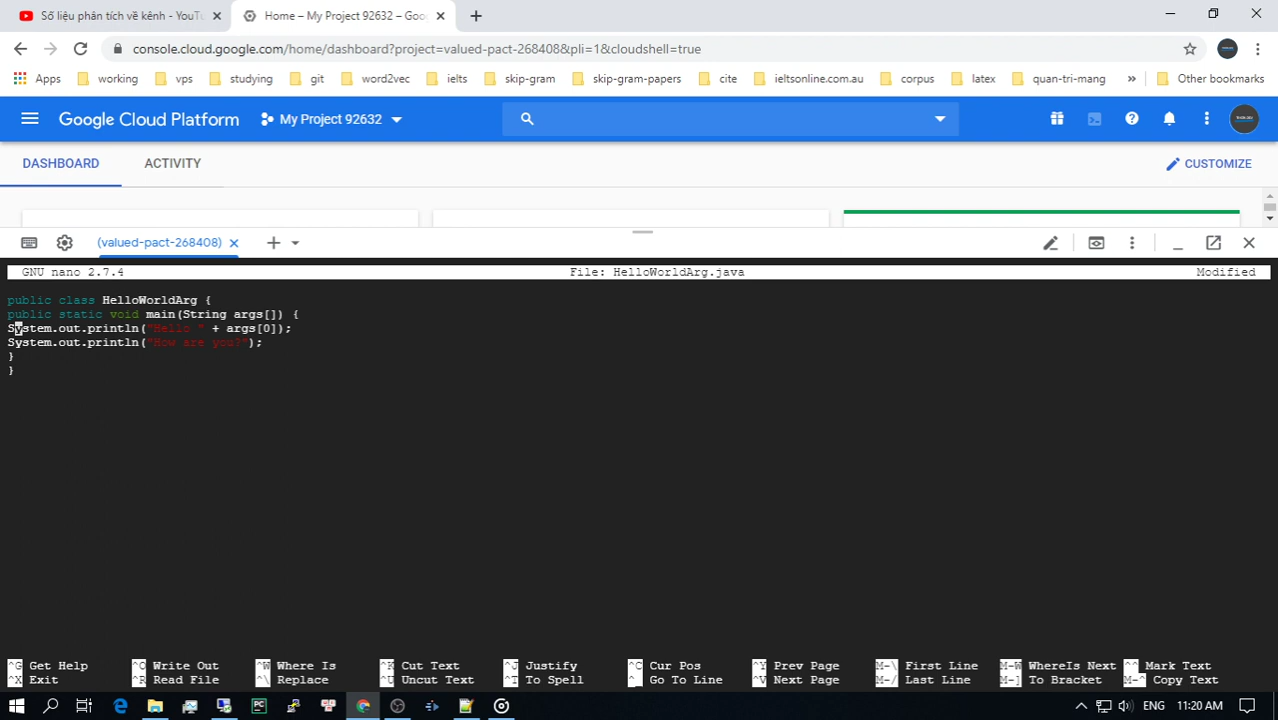 Số liệu phân tích về kênh - YouTu
Home – My Project 92632 – Goo
console.cloud.google.com/home/dashboard?project=valued-pact-268408&pli=1&cloudshell=true
Apps working vps studying git word2vec ielts skip-gram skip-gram-papers cite ieltsonline.com.au corpus latex quan-tri-mang » Other bookmarks
Google Cloud Platform My Project 92632
DASHBOARD ACTIVITY CUSTOMIZE
(valued-pact-268408)
GNU nano 2.7.4 File: HelloWorldArg.java Modified
public class HelloWorldArg {
public static void main(String args[]) {
System.out.println("Hello " + args[0]);
System.out.println("How are you?");
}
}
^G Get Help ^O Write Out ^W Where Is ^K Cut Text ^J Justify ^C Cur Pos ^Y Prev Page M-\ First Line M-W WhereIs Next ^^ Mark Text
^X Exit ^R Read File ^\ Replace ^U Uncut Text ^T To Spell ^_ Go To Line ^V Next Page M-/ Last Line M-] To Bracket M-^ Copy Text
ENG 11:20 AM